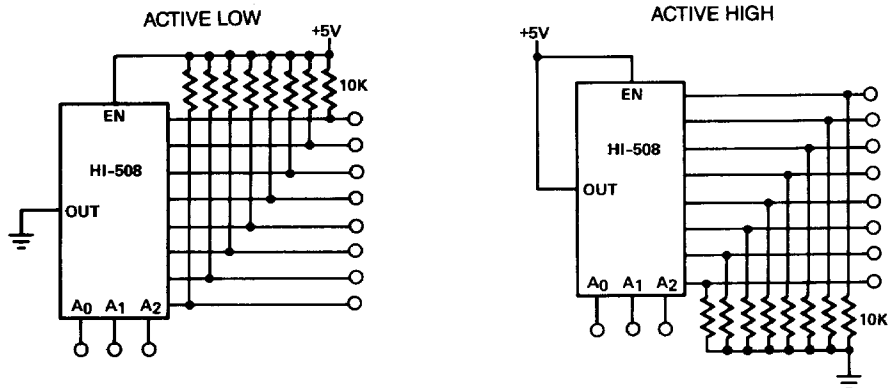 ACTIVE LOW
+5V
10K
EN
HI-508
OUT
A0 A1 A2
ACTIVE HIGH
+5V
EN
HI-508
OUT
A0 A1 A2
10K